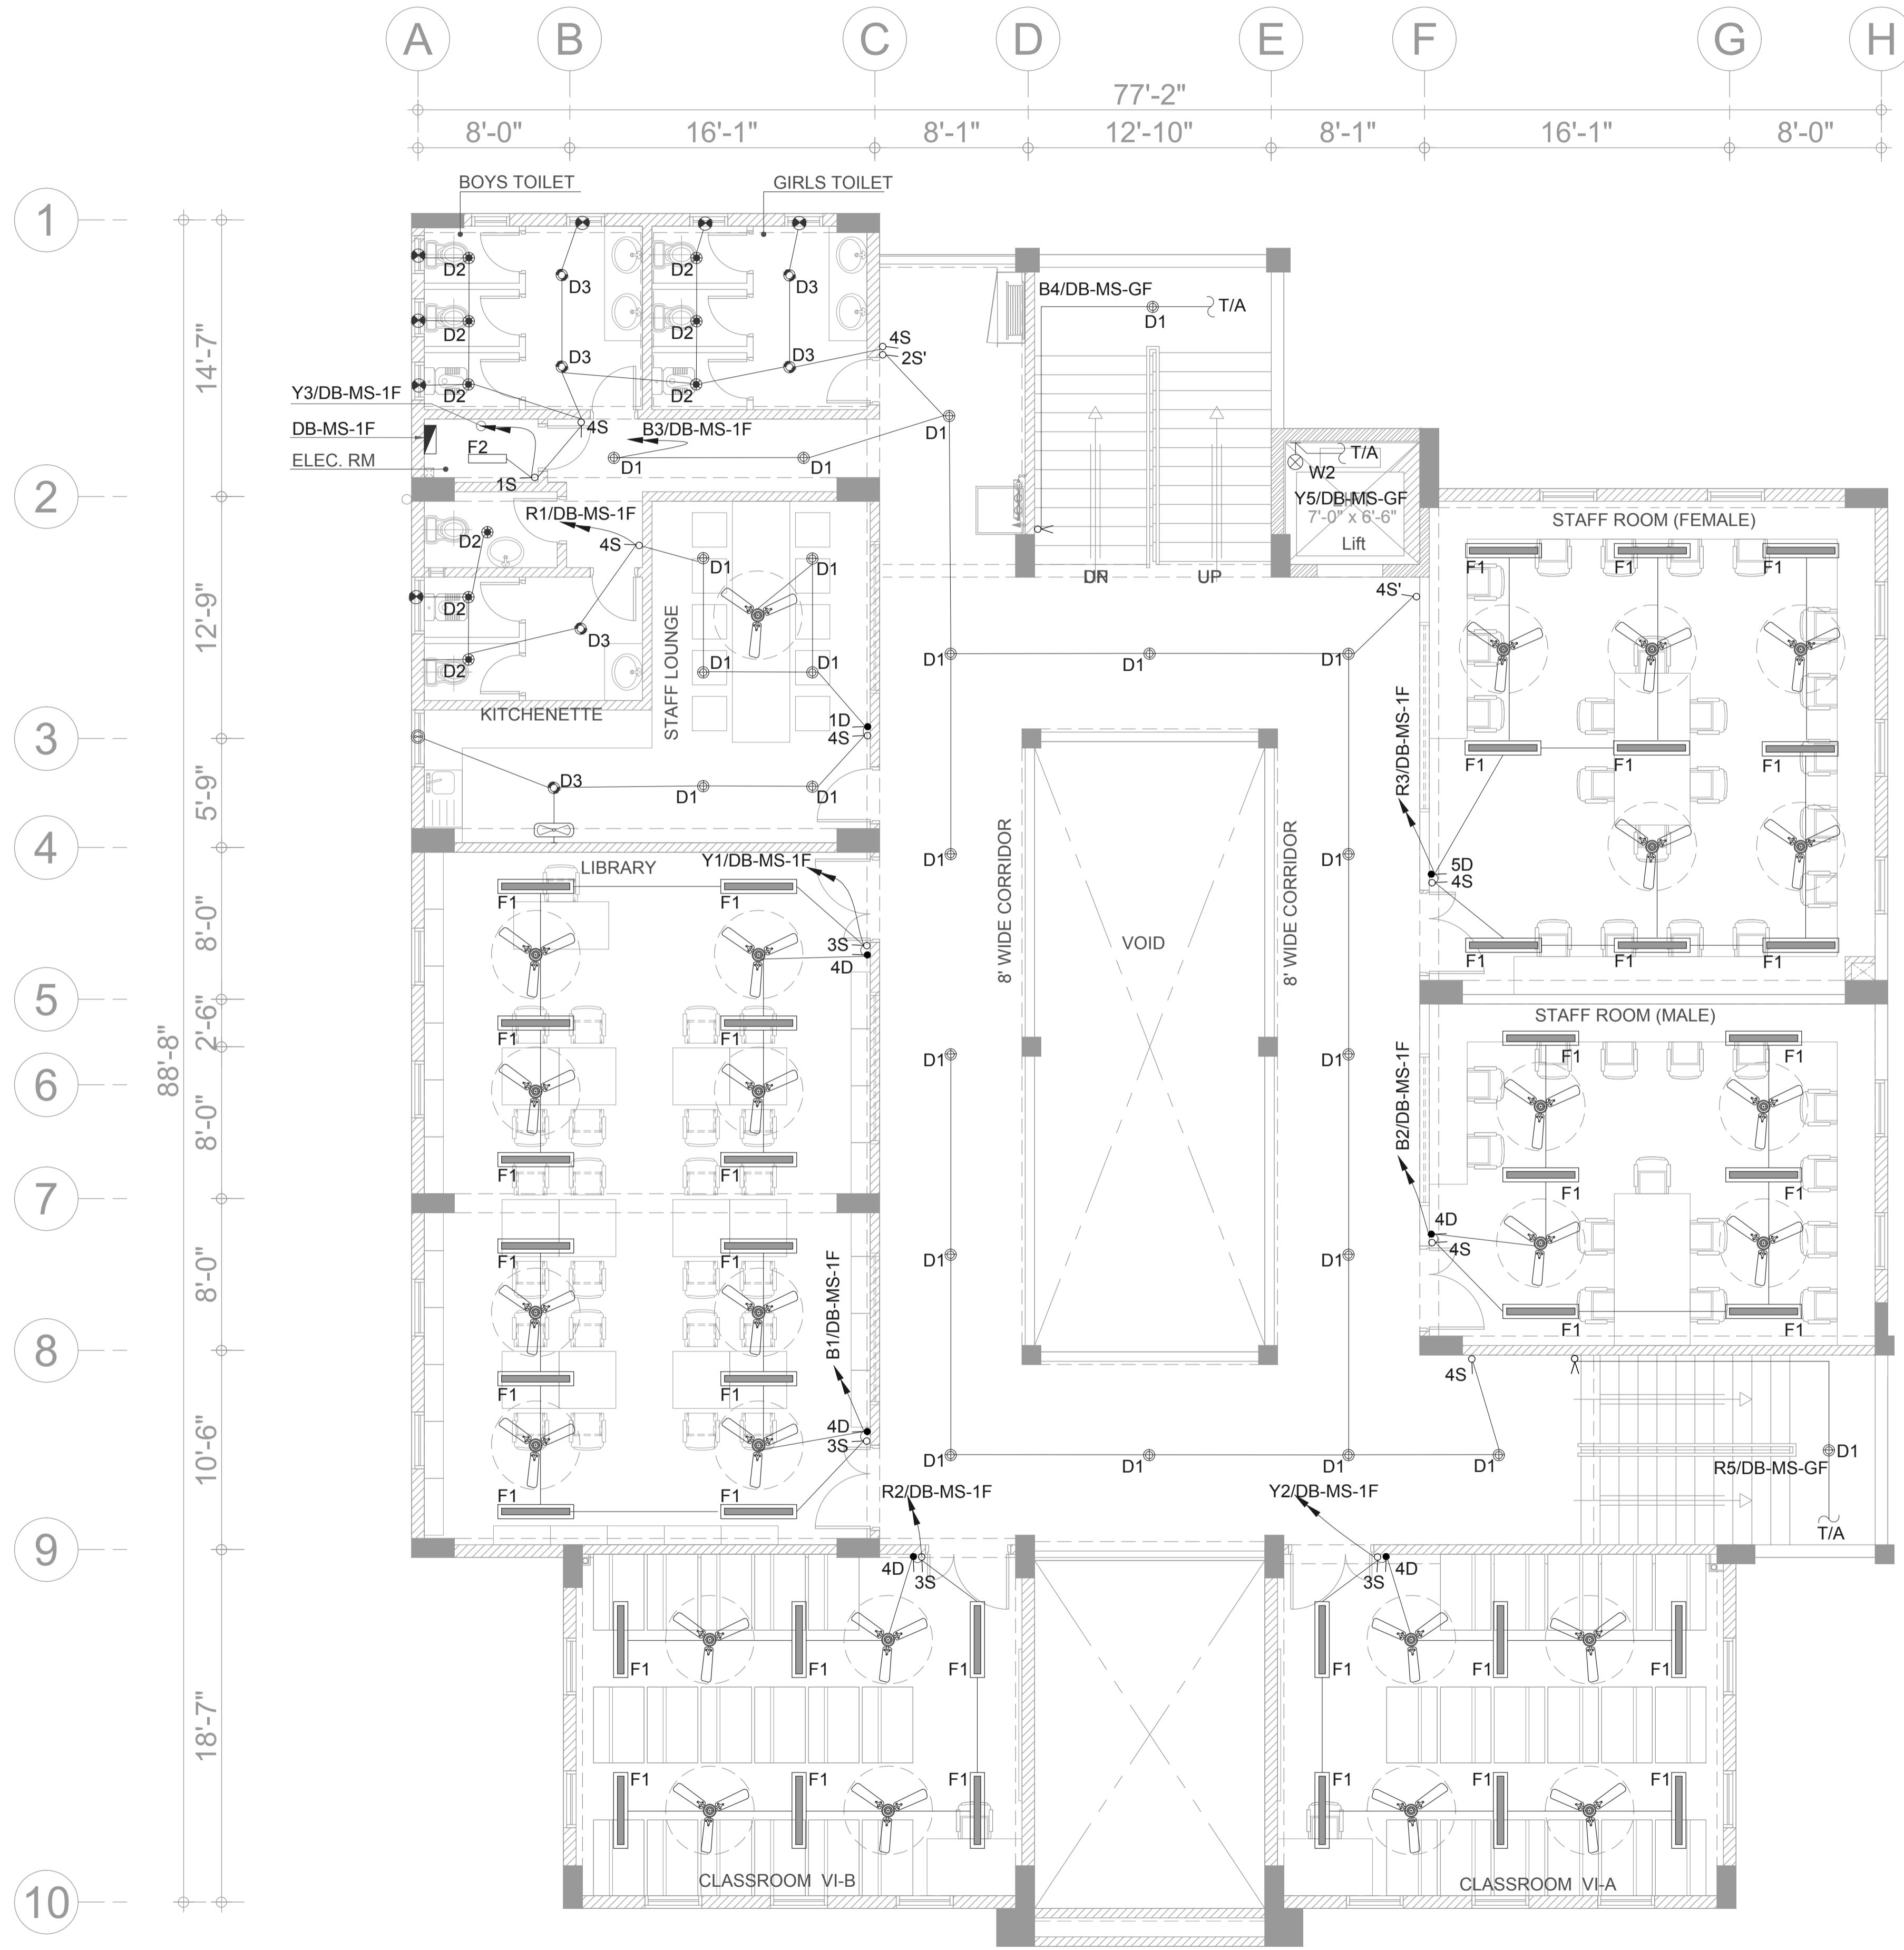 A
B
C
D
E
F
G
H
77'-2"
8'-0"
16'-1"
8'-1"
12'-10"
8'-1"
16'-1"
8'-0"
BOYS TOILET
GIRLS TOILET
1
D2
D3
D2
D3
B4/DB-MS-GF
T/A
D1
D2
D2
4S
2S'
14'-7"
D3
D3
Y3/DB-MS-1F
D2
D2
DB-MS-1F
4S
B3/DB-MS-1F
D1
F2
ELEC. RM
D1
D1
T/A
W2
1S
2
Y5/DB-MS-GF
7'-0" x 6'-6"
Lift
R1/DB-MS-1F
STAFF ROOM (FEMALE)
D2
4S
D1
D1
F1
F1
F1
UP
4S'
12'-9"
D2
D3
STAFF LOUNGE
D1
D1
D1
D1
D1
KITCHENETTE
1D
4S
3
F1
F1
F1
R3/DB-MS-1F
D3
D1
D1
5'-9"
4
LIBRARY
Y1/DB-MS-1F
D1
D1
5D
4S
F1
F1
8' WIDE CORRIDOR
VOID
8' WIDE CORRIDOR
8'-0"
3S
4D
F1
F1
F1
5
STAFF ROOM (MALE)
88'-8"
2'-6"
F1
F1
F1
F1
D1
D1
6
B2/DB-MS-1F
8'-0"
F1
F1
F1
F1
7
4D
4S
D1
D1
F1
F1
8'-0"
F1
F1
B1/DB-MS-1F
8
F1
F1
4S
4D
3S
10'-6"
D1
D1
D1
D1
D1
R5/DB-MS-GF
F1
F1
R2/DB-MS-1F
Y2/DB-MS-1F
T/A
9
4D
3S
3S
4D
F1
F1
F1
F1
F1
F1
18'-7"
F1
F1
F1
F1
F1
F1
CLASSROOM VI-B
CLASSROOM VI-A
10